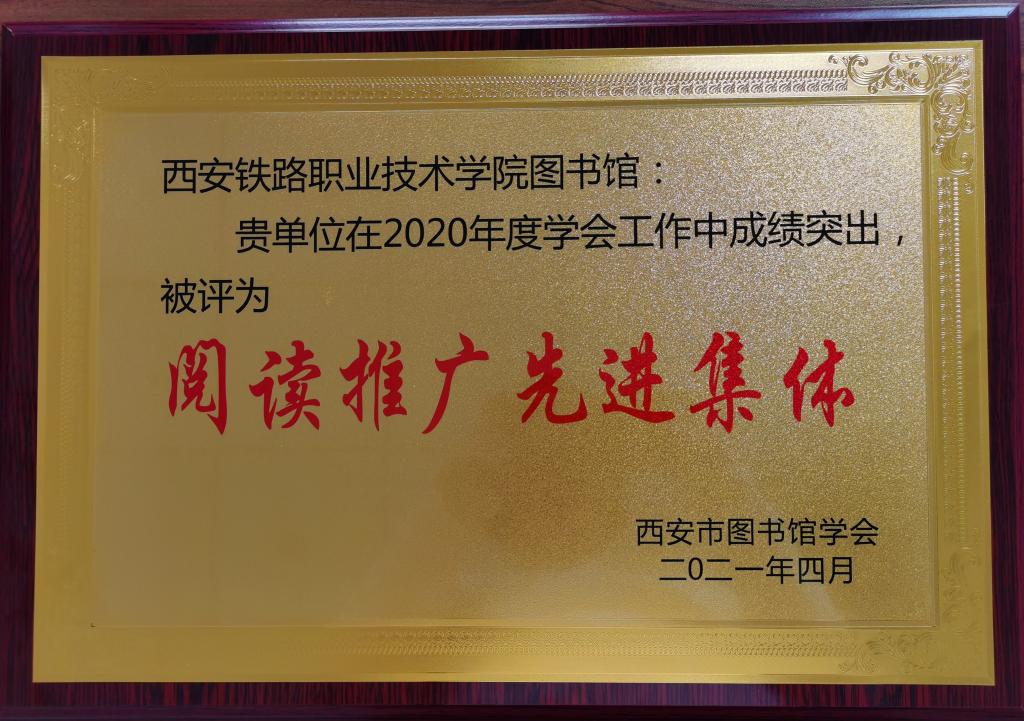 西安铁路职业技术学院图书馆：
贵单位在2020年度学会工作中成绩突出，
被评为
阅读推广先进集体
西安市图书馆学会
二0二一年四月